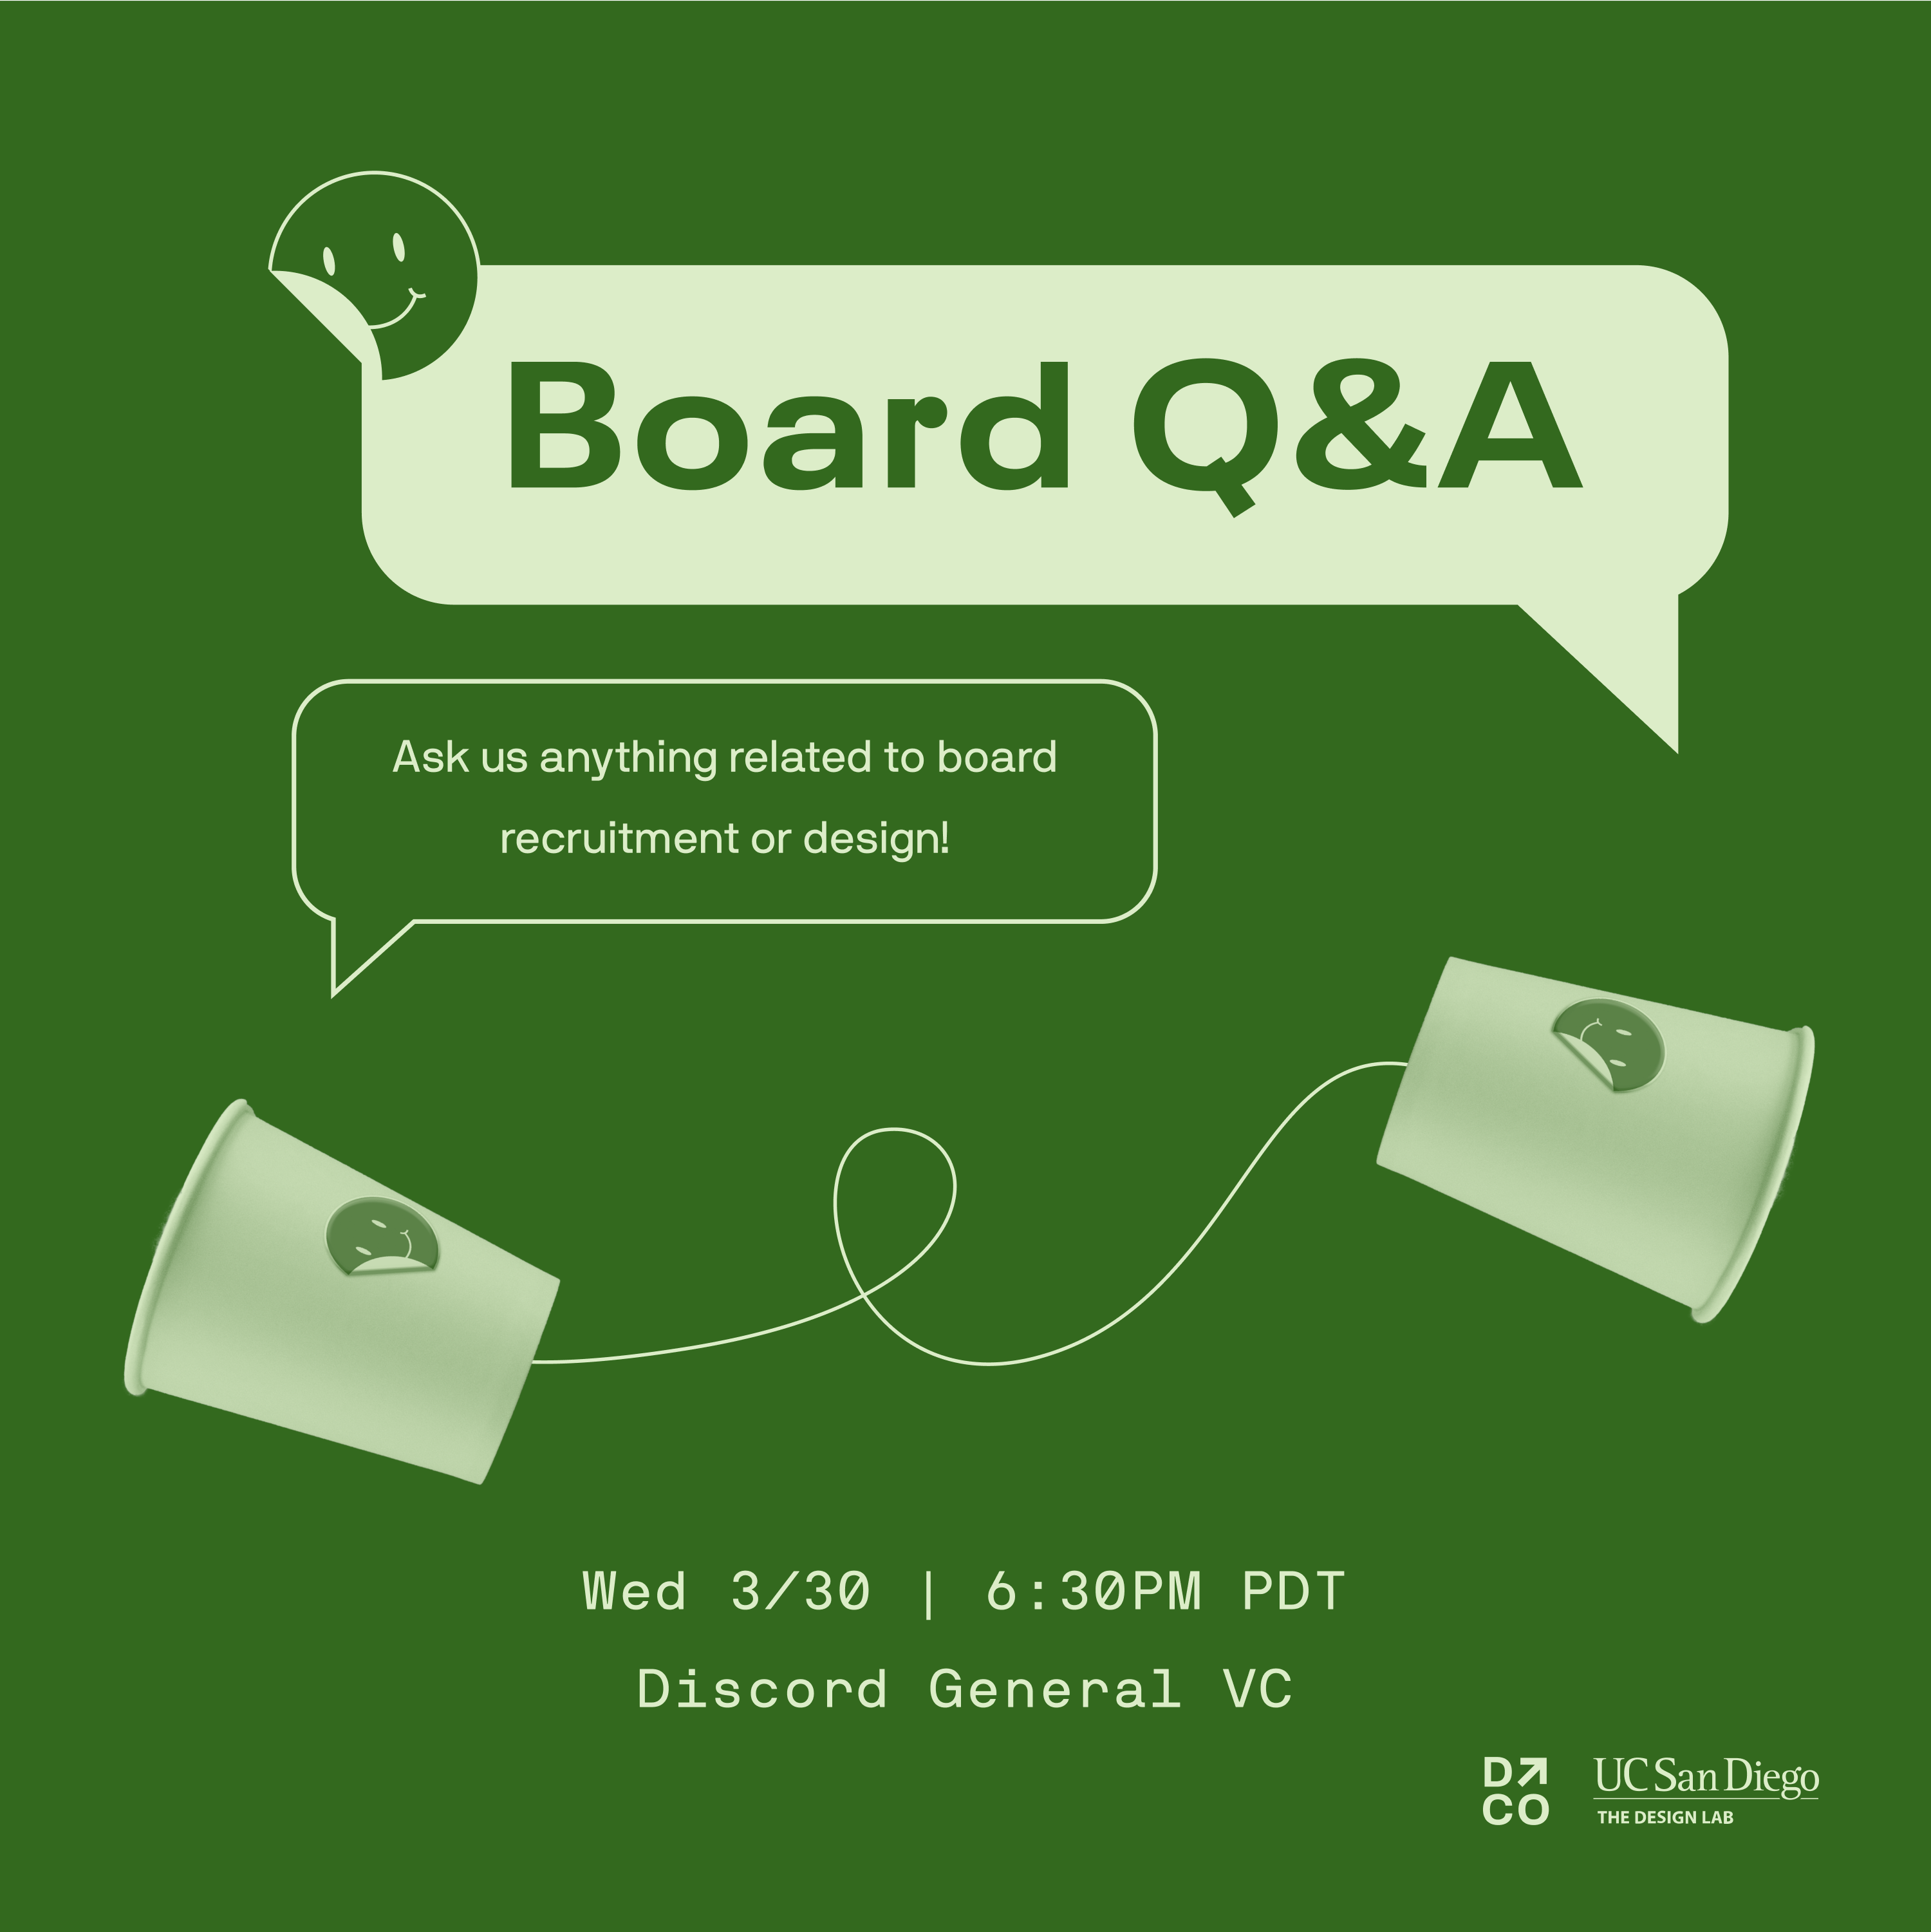 Board Q&A
Ask us anything related to board
recruitment or design!
Wed 3/30 | 6:30PM PDT
Discord General VC
D
CO
UC San Diego
THE DESIGN LAB